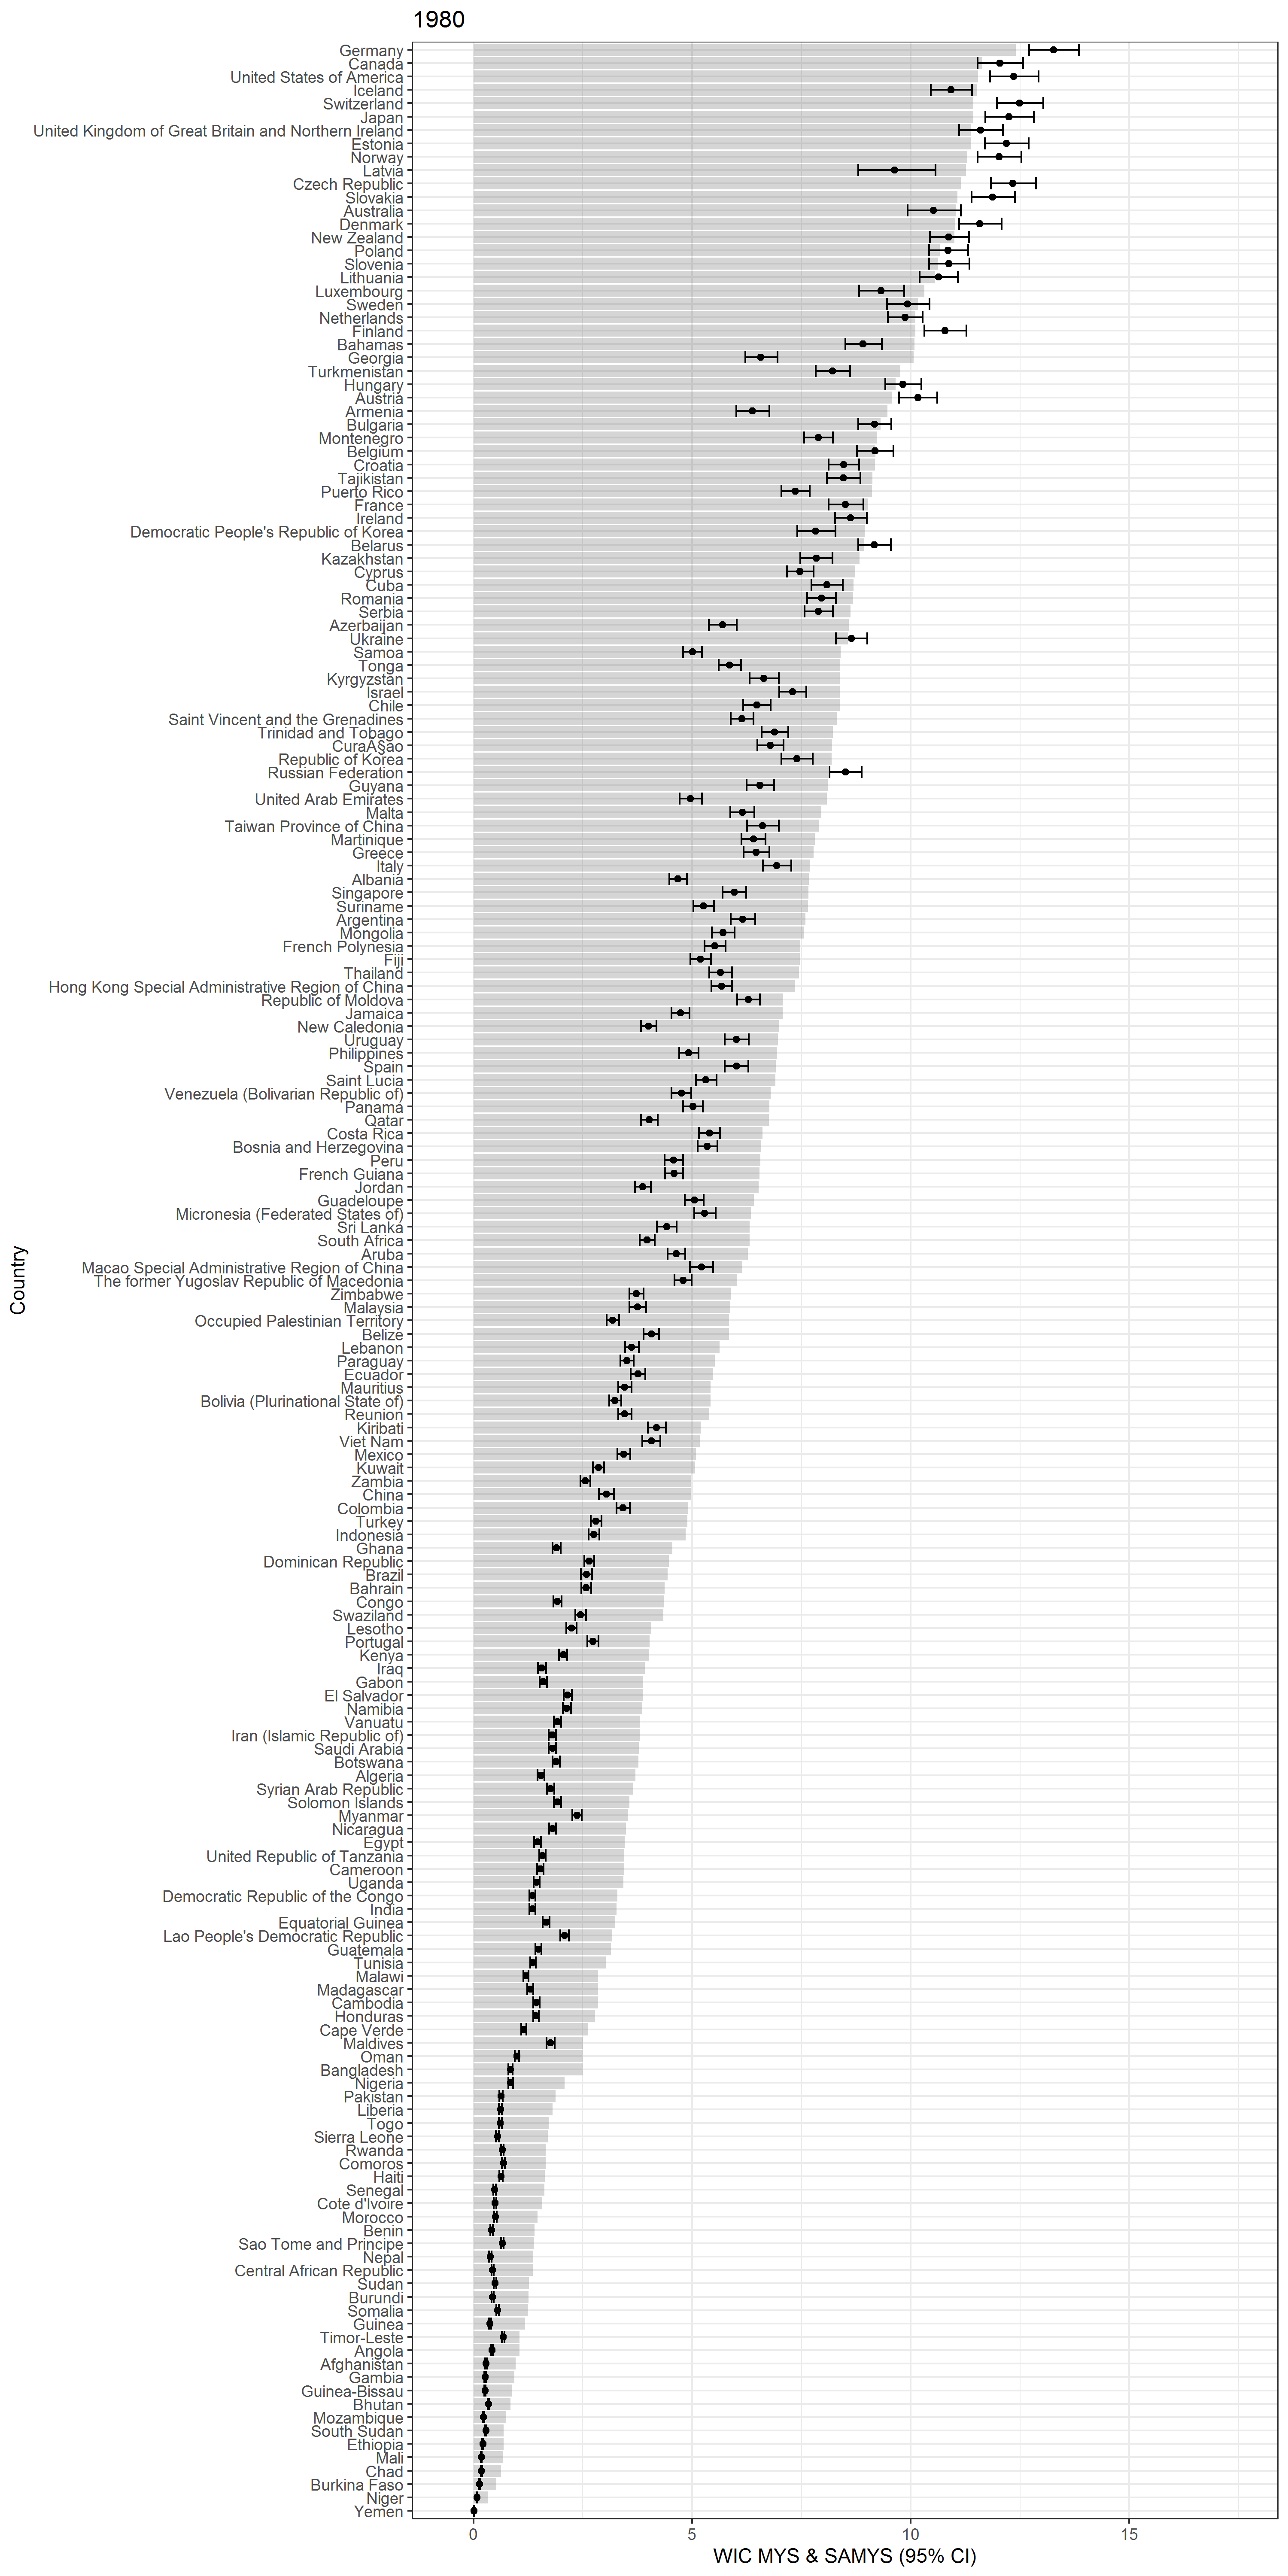 1980
Germany
Canada
United States of America
Iceland
Switzerland
Japan
United Kingdom of Great Britain and Northern Ireland
Estonia
Norway
Latvia
Czech Republic
Slovakia
Australia
Denmark
New Zealand
Poland
Slovenia
Lithuania
Luxembourg
Sweden
Netherlands
Finland
Bahamas
Georgia
Turkmenistan
Hungary
Austria
Armenia
Bulgaria
Montenegro
Belgium
Croatia
Tajikistan
Puerto Rico
France
Ireland
Democratic People's Republic of Korea
Belarus
Kazakhstan
Cyprus
Cuba
Romania
Serbia
Azerbaijan
Ukraine
Samoa
Tonga
Kyrgyzstan
Israel
Chile
Saint Vincent and the Grenadines
Trinidad and Tobago
CuraÃ§ao
Republic of Korea
Russian Federation
Guyana
United Arab Emirates
Malta
Taiwan Province of China
Martinique
Greece
Italy
Albania
Singapore
Suriname
Argentina
Mongolia
French Polynesia
Fiji
Thailand
Hong Kong Special Administrative Region of China
Republic of Moldova
Jamaica
New Caledonia
Uruguay
Philippines
Spain
Saint Lucia
Venezuela (Bolivarian Republic of)
Panama
Qatar
Costa Rica
Bosnia and Herzegovina
Peru
French Guiana
Jordan
Guadeloupe
Micronesia (Federated States of)
Sri Lanka
South Africa
Aruba
Macao Special Administrative Region of China
The former Yugoslav Republic of Macedonia
Zimbabwe
Malaysia
Occupied Palestinian Territory
Belize
Lebanon
Paraguay
Ecuador
Mauritius
Bolivia (Plurinational State of)
Reunion
Kiribati
Viet Nam
Mexico
Kuwait
Zambia
China
Colombia
Turkey
Indonesia
Ghana
Dominican Republic
Brazil
Bahrain
Congo
Swaziland
Lesotho
Portugal
Kenya
Iraq
Gabon
El Salvador
Namibia
Vanuatu
Iran (Islamic Republic of)
Saudi Arabia
Botswana
Algeria
Syrian Arab Republic
Solomon Islands
Myanmar
Nicaragua
Egypt
United Republic of Tanzania
Cameroon
Uganda
Democratic Republic of the Congo
India
Equatorial Guinea
Lao People's Democratic Republic
Guatemala
Tunisia
Malawi
Madagascar
Cambodia
Honduras
Cape Verde
Maldives
Oman
Bangladesh
Nigeria
Pakistan
Liberia
Togo
Sierra Leone
Rwanda
Comoros
Haiti
Senegal
Cote d'Ivoire
Morocco
Benin
Sao Tome and Principe
Nepal
Central African Republic
Sudan
Burundi
Somalia
Guinea
Timor-Leste
Angola
Afghanistan
Gambia
Guinea-Bissau
Bhutan
Mozambique
South Sudan
Ethiopia
Mali
Chad
Burkina Faso
Niger
Yemen
Country
0 5 10 15
WIC MYS & SAMYS (95% CI)